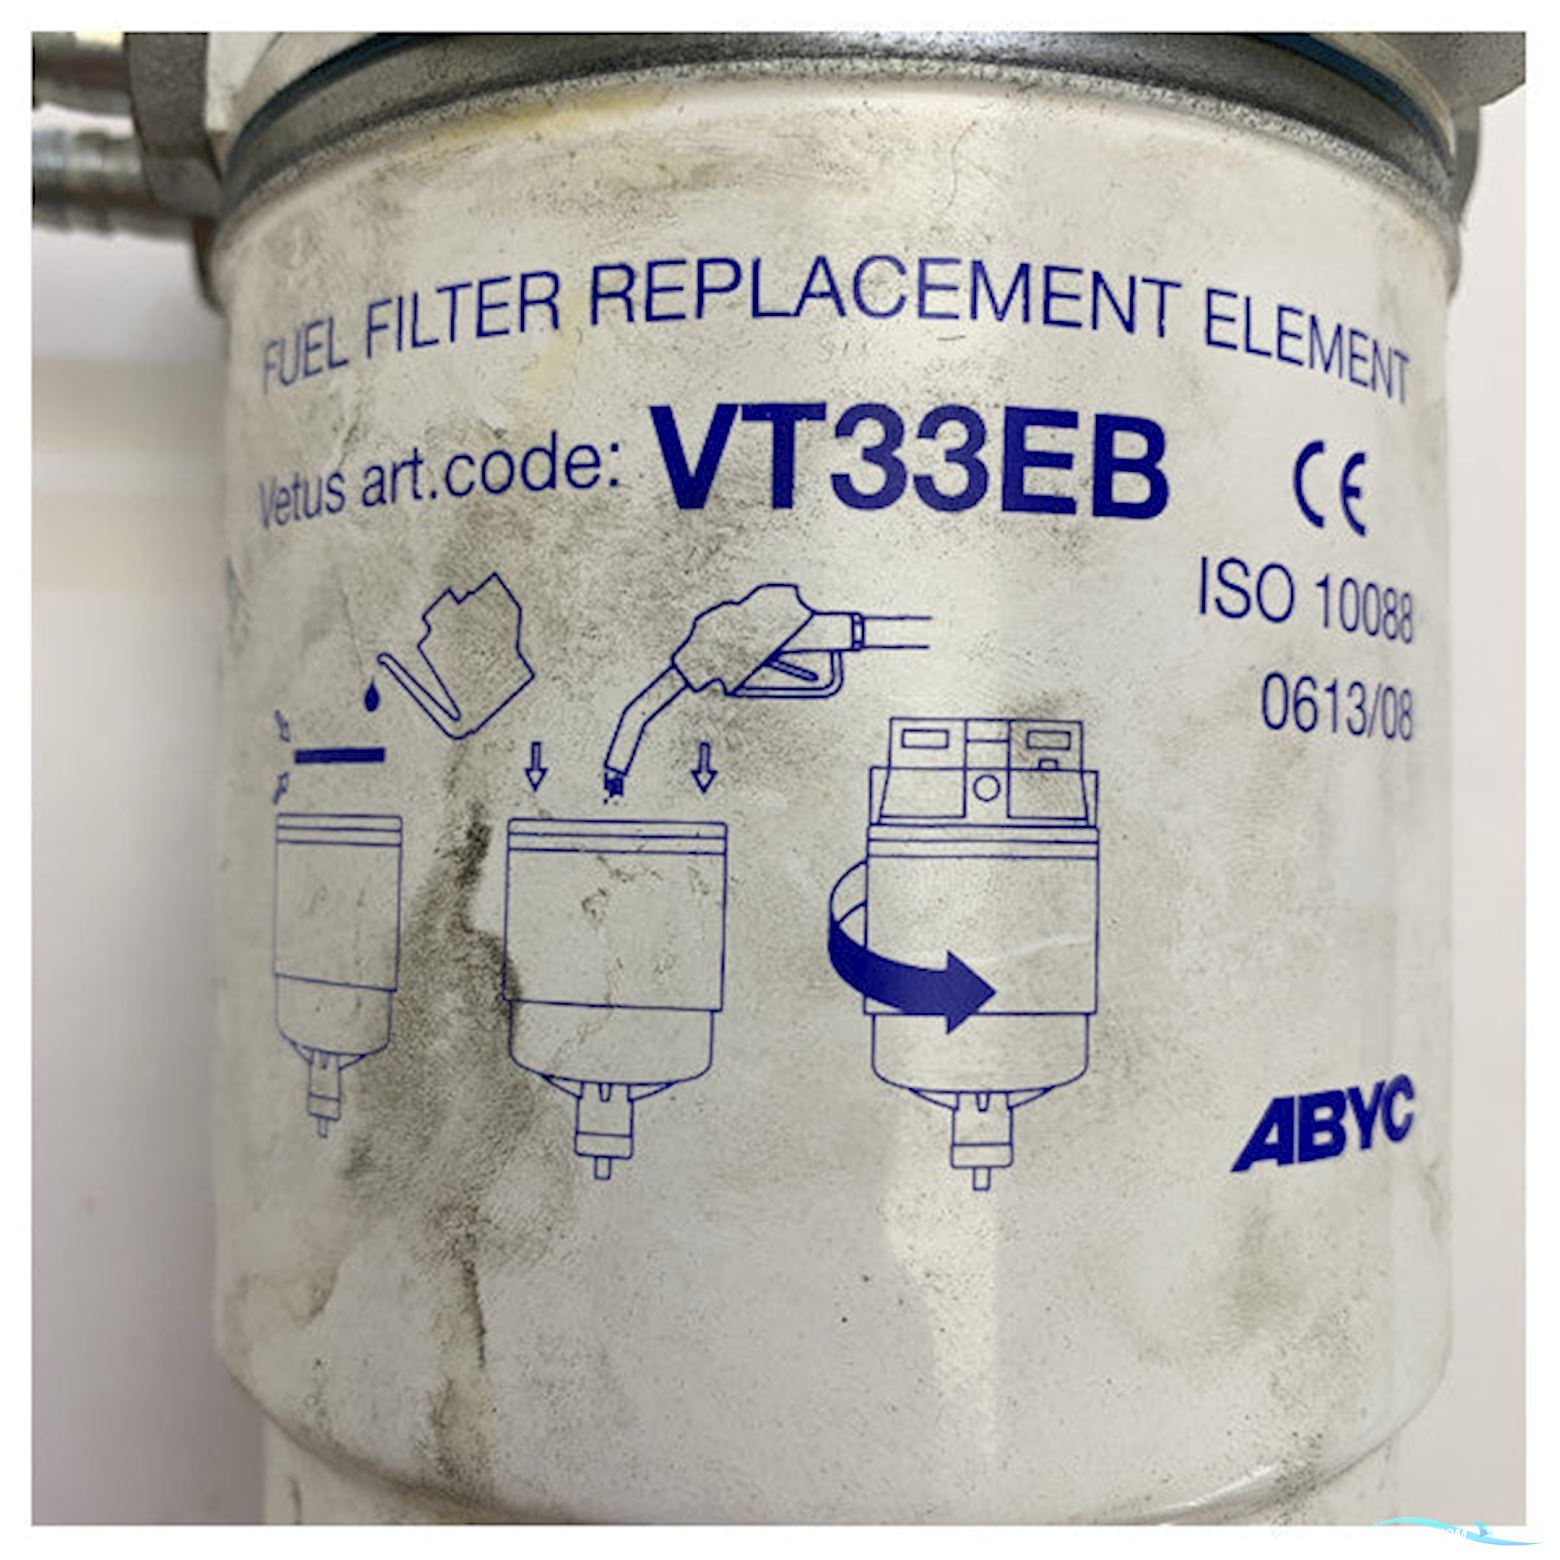 FUEL FILTER REPLACEMENT ELEMENT
Vetus art.code: VT33EB
CE
ISO 10088
0613/08
ABYC